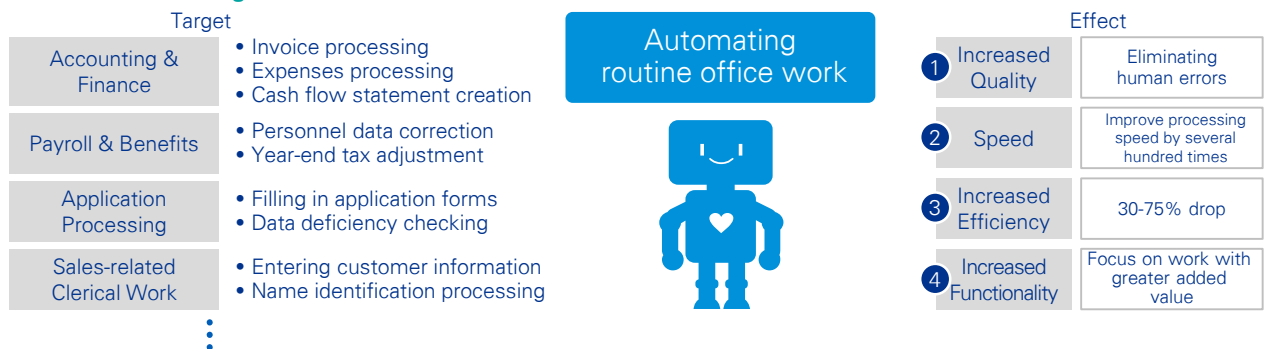 Target
Accounting &
Finance
• Invoice processing
• Expenses processing
• Cash flow statement creation
Payroll & Benefits
• Personnel data correction
• Year-end tax adjustment
Application
Processing
• Filling in application forms
• Data deficiency checking
Sales-related
Clerical Work
• Entering customer information
• Name identification processing
Automating
routine office work
Effect
1 Increased
Quality
Eliminating
human errors
2 Speed
Improve processing
speed by several
hundred times
3 Increased
Efficiency
30-75% drop
4 Increased
Functionality
Focus on work with
greater added
value